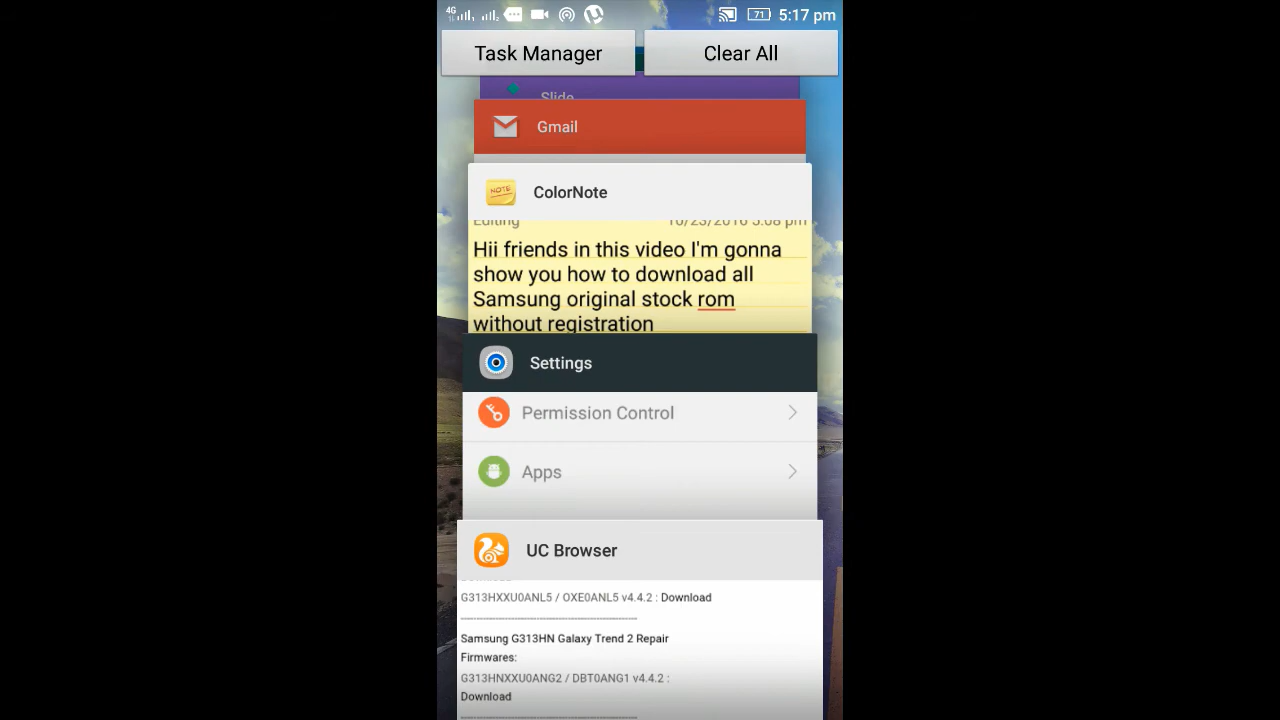 4G 71 5:17 pm
Task Manager Clear All
Slide
Gmail
NOTE ColorNote
Editing 10/23/2016 5:08 pm
Hii friends in this video I'm gonna
show you how to download all
Samsung original stock rom
without registration
Settings
Permission Control
Apps
UC Browser
G313HXXU0ANL5 / OXE0ANL5 v4.4.2 : Download
Samsung G313HN Galaxy Trend 2 Repair
Firmwares:
G313HNXXU0ANG2 / DBT0ANG1 v4.4.2 :
Download